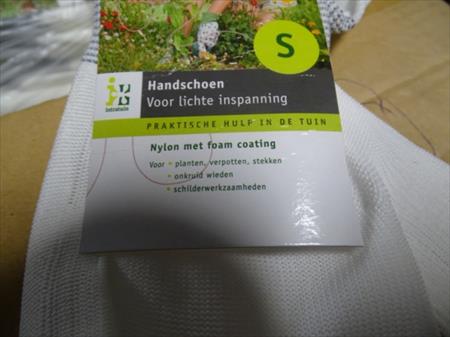 S
intratuin
Handschoen
Voor lichte inspanning
PRAKTISCHE HULP IN DE TUIN
Nylon met foam coating
Voor • planten, verpotten, stekken
• onkruid wieden
• schilderwerkzaamheden